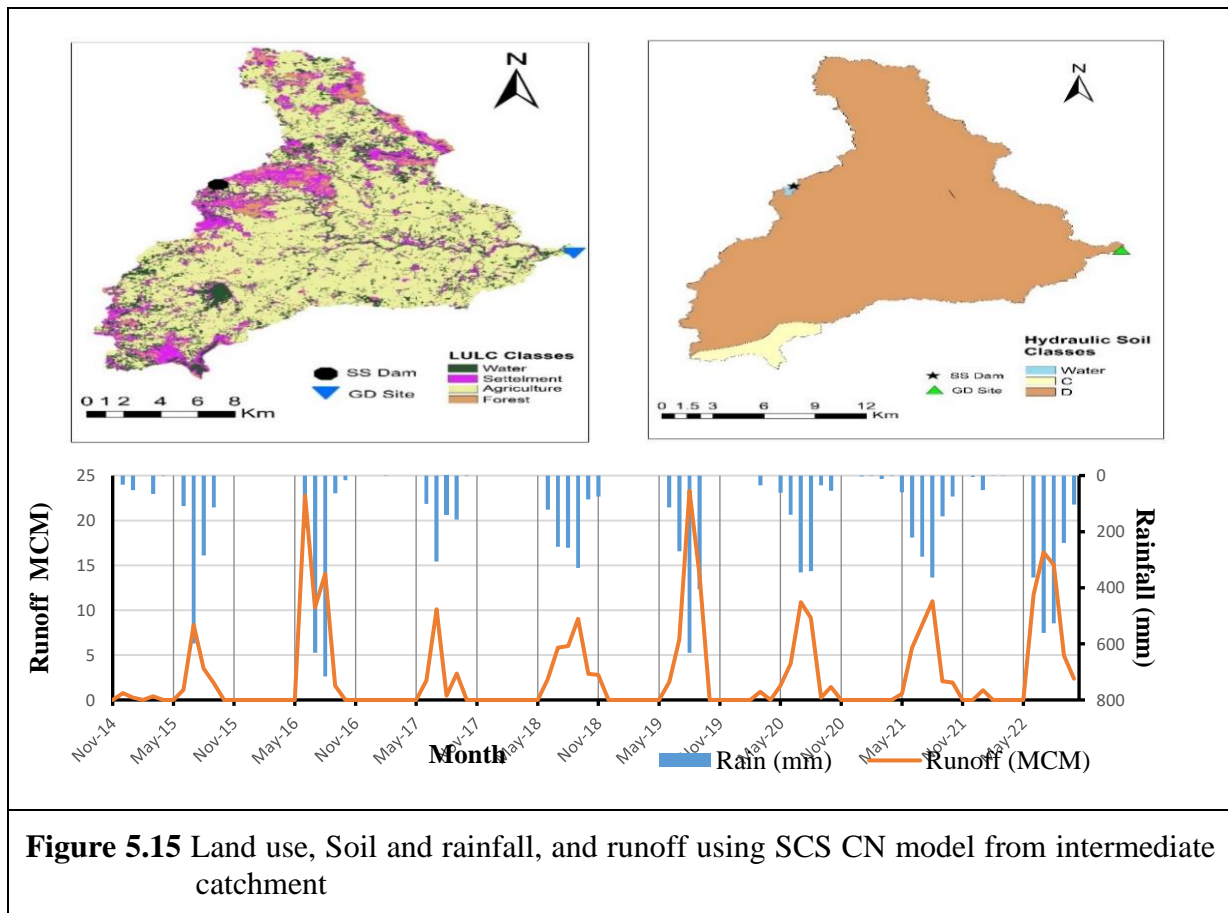 N
SS Dam
GD Site
LULC Classes
Water
Settelment
Agriculture
Forest
0 1 2 4 6 8
Km
N
SS Dam
GD Site
Hydraulic Soil
Classes
Water
C
D
0 1.5 3 6 9 12
Km
Runoff MCM)
25
20
15
10
5
0
Rainfall (mm)
0
200
400
600
800
Nov-14
May-15
Nov-15
May-16
Nov-16
May-17
Nov-17
May-18
Nov-18
May-19
Nov-19
May-20
Nov-20
May-21
Nov-21
May-22
Month
Rain (mm)
Runoff (MCM)
Figure 5.15 Land use, Soil and rainfall, and runoff using SCS CN model from intermediate
catchment